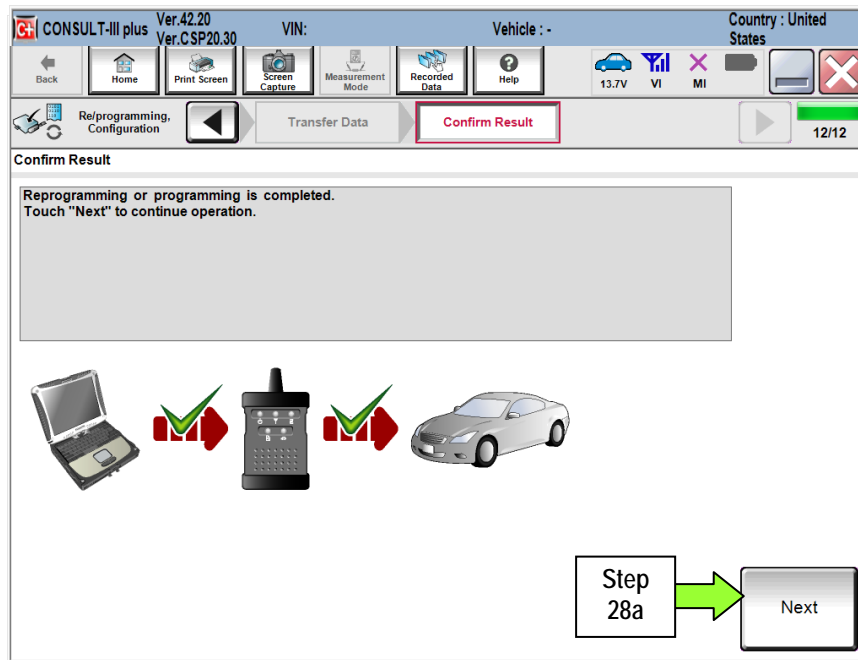 C+ CONSULT-III plus Ver.42.20 VIN: Vehicle : - Country : United
Ver.CSP20.30 States
Back Home Print Screen Screen Capture Measurement Mode Recorded Data Help 13.7V VI MI
Re/programming, Transfer Data Confirm Result
Configuration
12/12
Confirm Result
Reprogramming or programming is completed.
Touch "Next" to continue operation.
Step
28a
Next